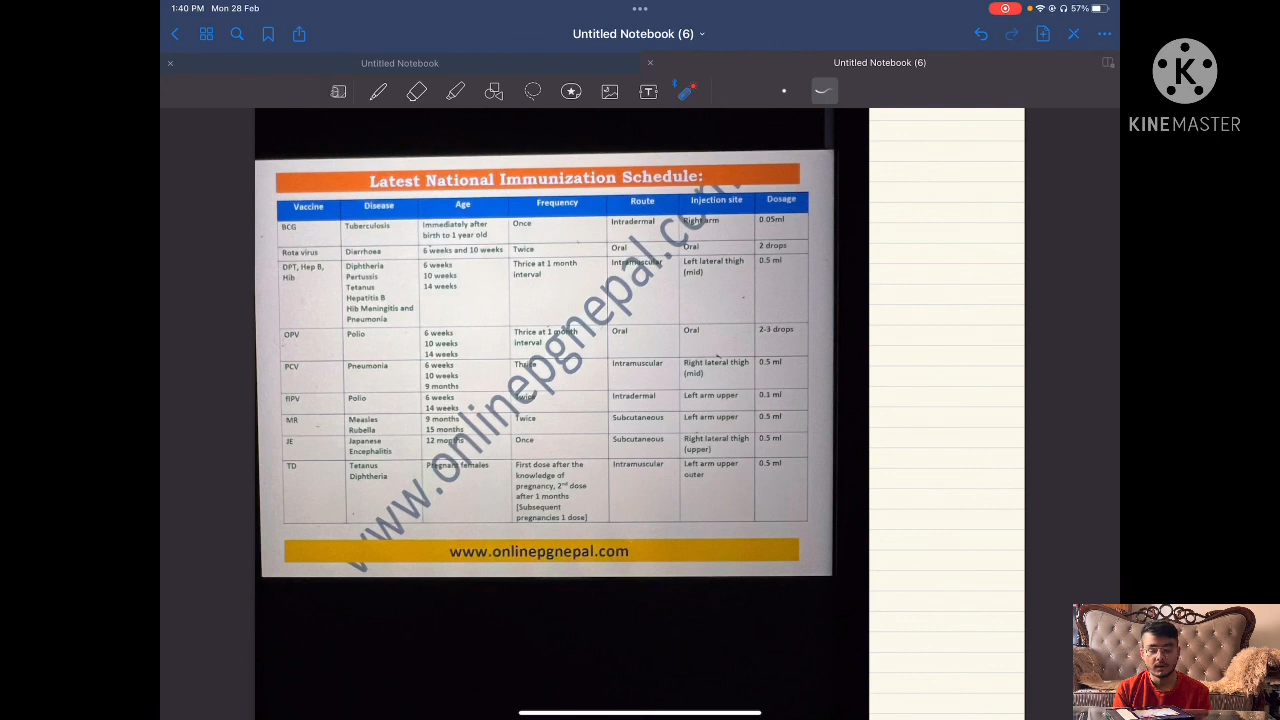 1:40 PM Mon 28 Feb
57%
Untitled Notebook (6)
Untitled Notebook
Untitled Notebook (6)
KINEMASTER
Latest National Immunization Schedule:
Vaccine Disease Age Frequency Route Injection site Dosage
BCG Tuberculosis Immediately after birth to 1 year old Once Intradermal Right arm 0.05ml
Rota virus Diarrhoea 6 weeks and 10 weeks Twice Oral Oral 2 drops
DPT, Hep B, Hib Diphtheria Pertussis Tetanus Hepatitis B Hib Meningitis and Pneumonia 6 weeks 10 weeks 14 weeks Thrice at 1 month interval Intramuscular Left lateral thigh (mid) 0.5 ml
OPV Polio 6 weeks 10 weeks 14 weeks Thrice at 1 month interval Oral Oral 2-3 drops
PCV Pneumonia 6 weeks 10 weeks 9 months Thrice Intramuscular Right lateral thigh (mid) 0.5 ml
fIPV Polio 6 weeks 14 weeks Twice Intradermal Left arm upper 0.1 ml
MR Measles Rubella 9 months 15 months Twice Subcutaneous Left arm upper 0.5 ml
JE Japanese Encephalitis 12 months Once Subcutaneous Right lateral thigh (upper) 0.5 ml
TD Tetanus Diphtheria Pregnant females First dose after the knowledge of pregnancy, 2nd dose after 1 months [Subsequent pregnancies 1 dose] Intramuscular Left arm upper outer 0.5 ml
www.onlinepgnepal.com
www.onlinepgnepal.com